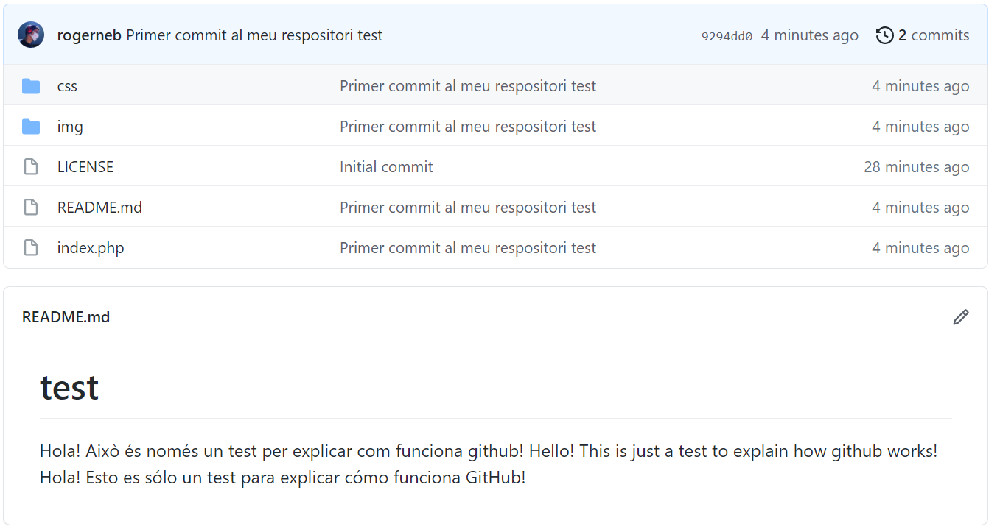 rogerneb Primer commit al meu respositori test 9294dd0 4 minutes ago 2 commits
css Primer commit al meu respositori test 4 minutes ago
img Primer commit al meu respositori test 4 minutes ago
LICENSE Initial commit 28 minutes ago
README.md Primer commit al meu respositori test 4 minutes ago
index.php Primer commit al meu respositori test 4 minutes ago
README.md
test
Hola! Això és només un test per explicar com funciona github! Hello! This is just a test to explain how github works!
Hola! Esto es sólo un test para explicar cómo funciona GitHub!